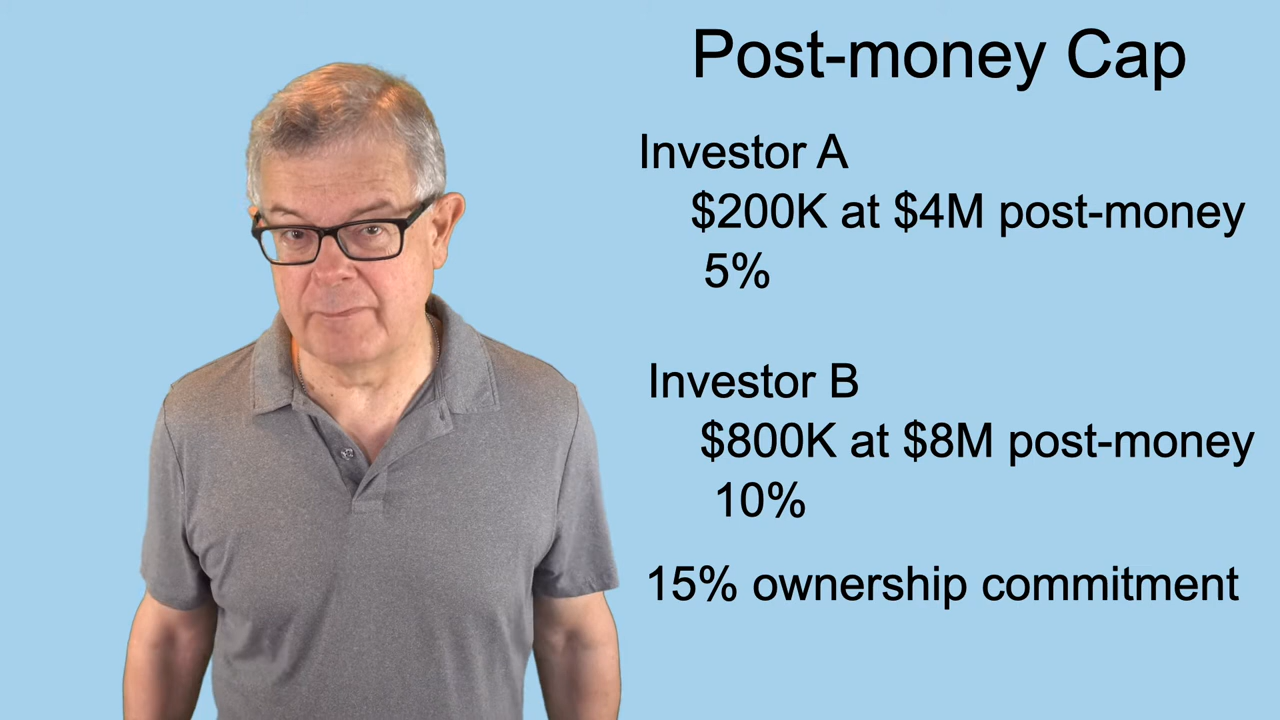 Post-money Cap
Investor A
$200K at $4M post-money
5%
Investor B
$800K at $8M post-money
10%
15% ownership commitment